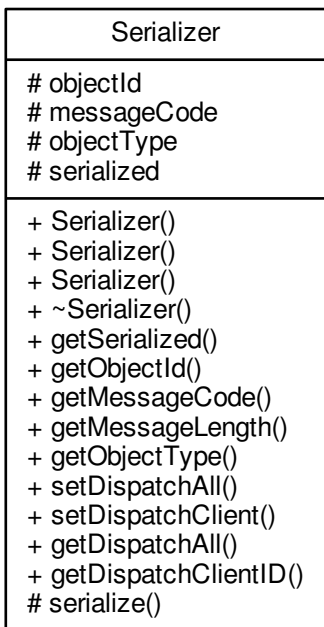 Serializer
# objectId
# messageCode
# objectType
# serialized
+ Serializer()
+ Serializer()
+ Serializer()
+ ~Serializer()
+ getSerialized()
+ getObjectId()
+ getMessageCode()
+ getMessageLength()
+ getObjectType()
+ setDispatchAll()
+ setDispatchClient()
+ getDispatchAll()
+ getDispatchClientID()
# serialize()